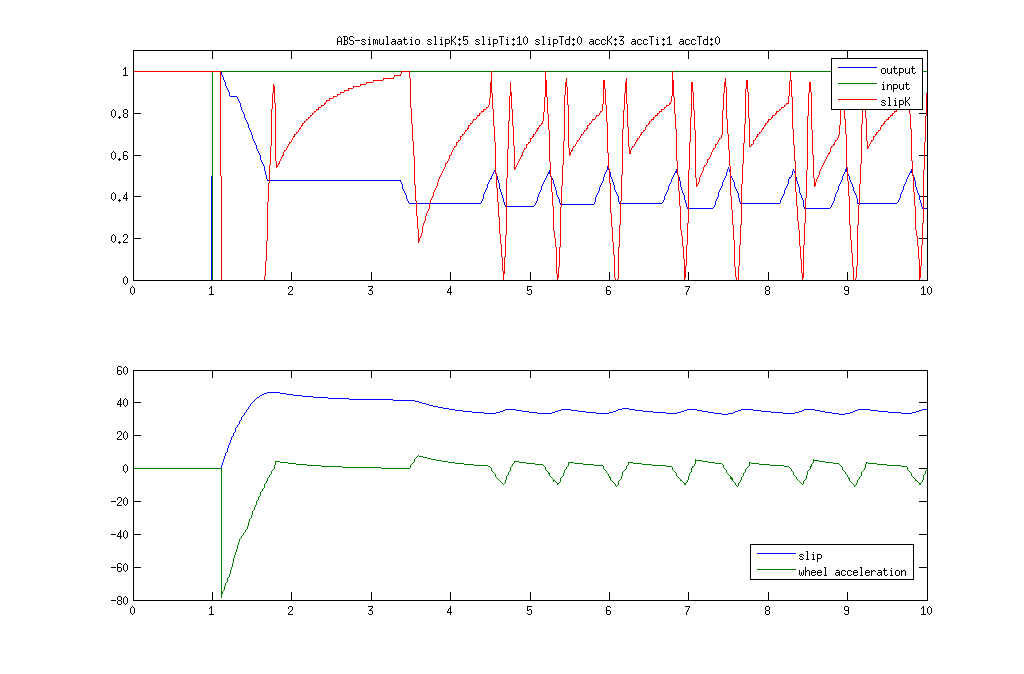 ABS-simulaatio slipK:5 slipTi:10 slipTd:0 accK:3 accTi:1 accTd:0
1
0.8
0.6
0.4
0.2
0
output
input
slipK
0 1 2 3 4 5 6 7 8 9 10
60
40
20
0
-20
-40
-60
-80
slip
wheel acceleration
0 1 2 3 4 5 6 7 8 9 10